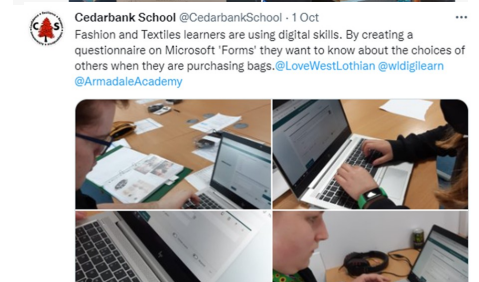 Cedarbank School @CedarbankSchool · 1 Oct
Fashion and Textiles learners are using digital skills. By creating a
questionnaire on Microsoft 'Forms' they want to know about the choices of
others when they are purchasing bags.@LoveWestLothian @wldigilearn
@ArmadaleAcademy